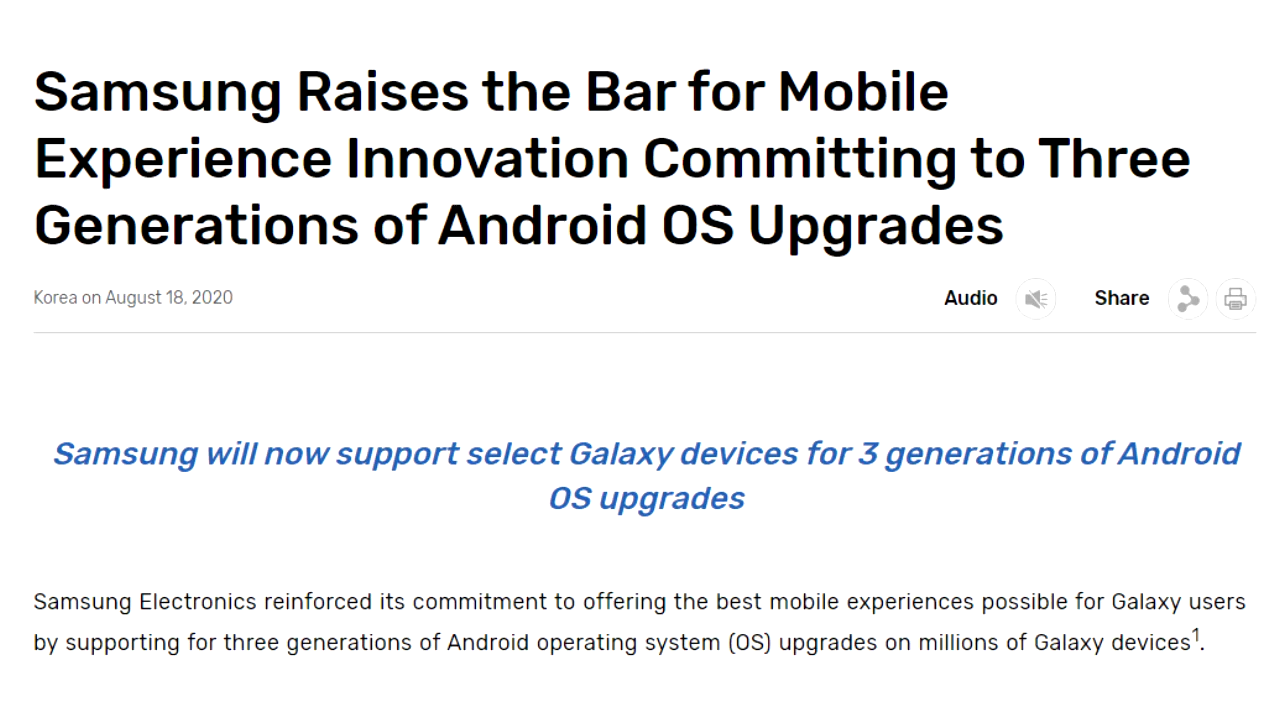 Samsung Raises the Bar for Mobile
Experience Innovation Committing to Three
Generations of Android OS Upgrades
Korea on August 18, 2020
Audio
Share
Samsung will now support select Galaxy devices for 3 generations of Android
OS upgrades
Samsung Electronics reinforced its commitment to offering the best mobile experiences possible for Galaxy users
by supporting for three generations of Android operating system (OS) upgrades on millions of Galaxy devices¹.